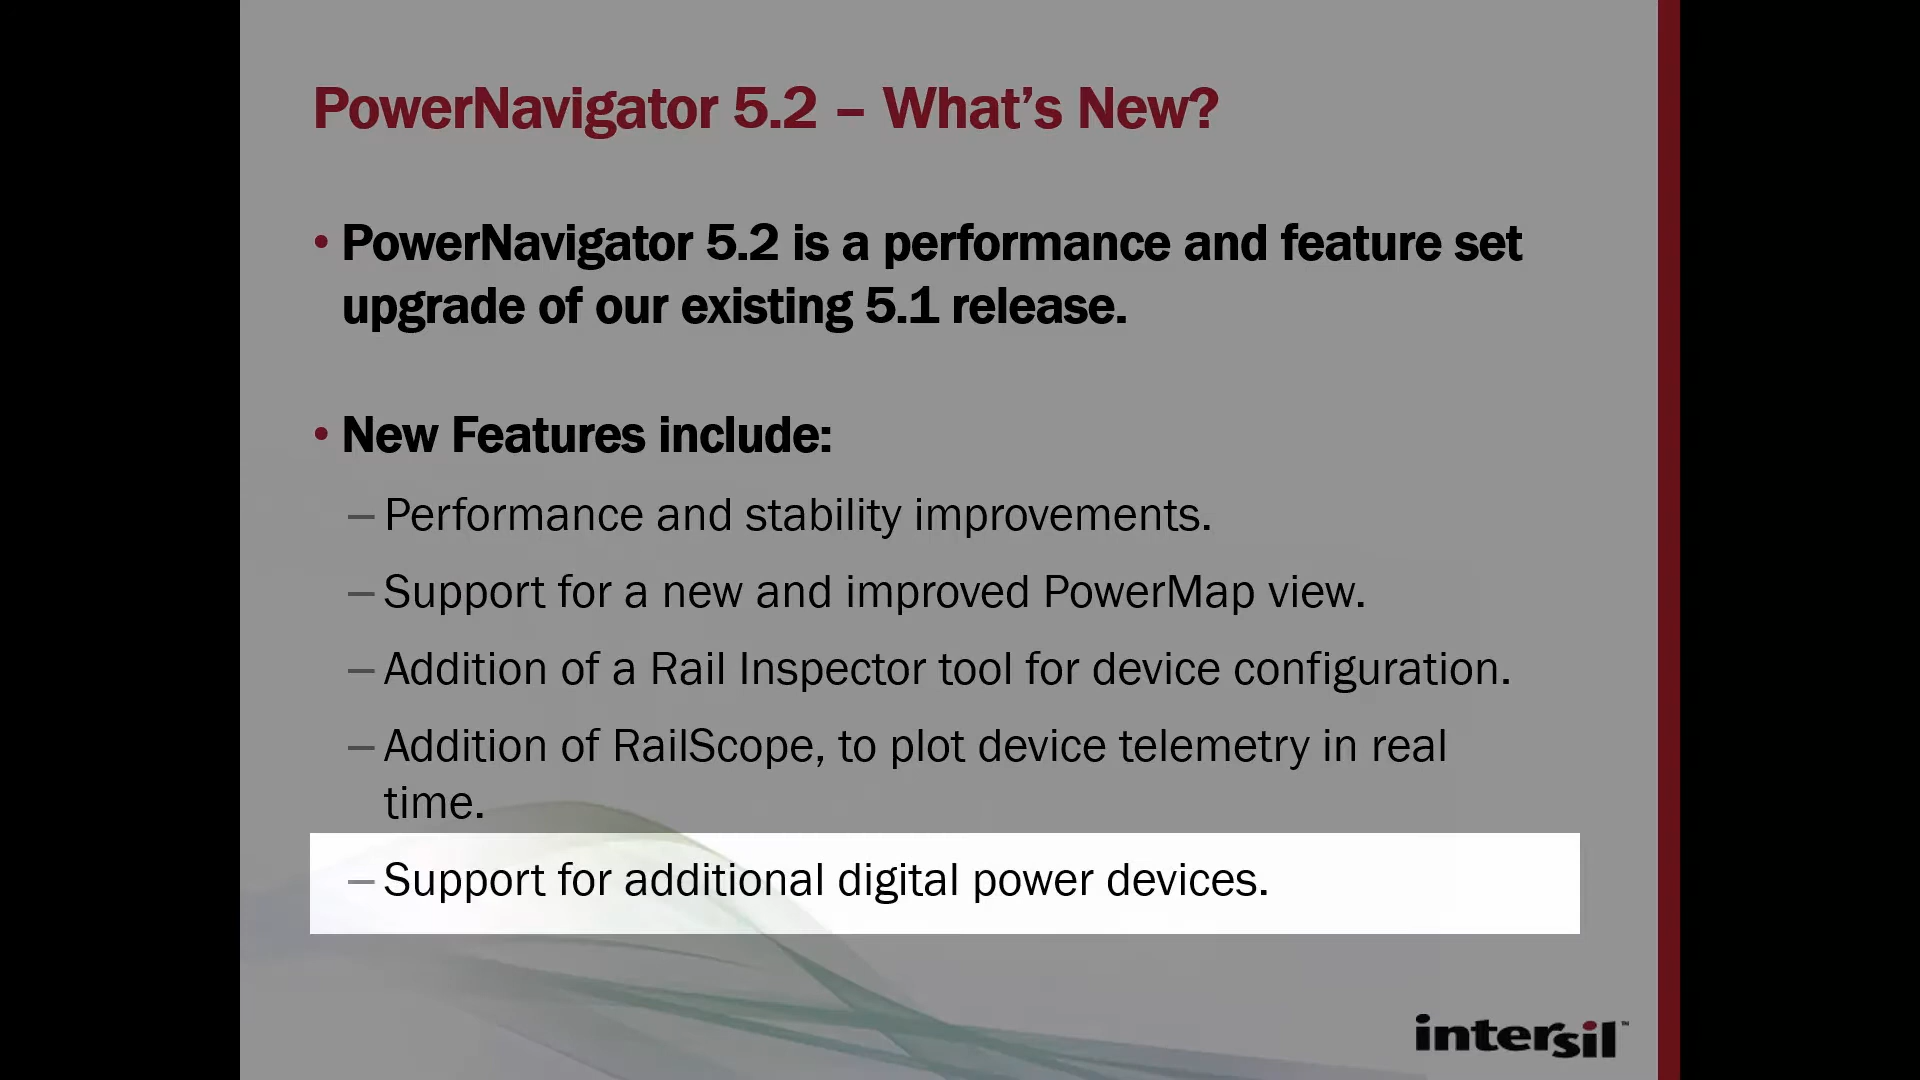 PowerNavigator 5.2 – What’s New?
• PowerNavigator 5.2 is a performance and feature set
upgrade of our existing 5.1 release.
• New Features include:
– Performance and stability improvements.
– Support for a new and improved PowerMap view.
– Addition of a Rail Inspector tool for device configuration.
– Addition of RailScope, to plot device telemetry in real
time.
– Support for additional digital power devices.
intersil™